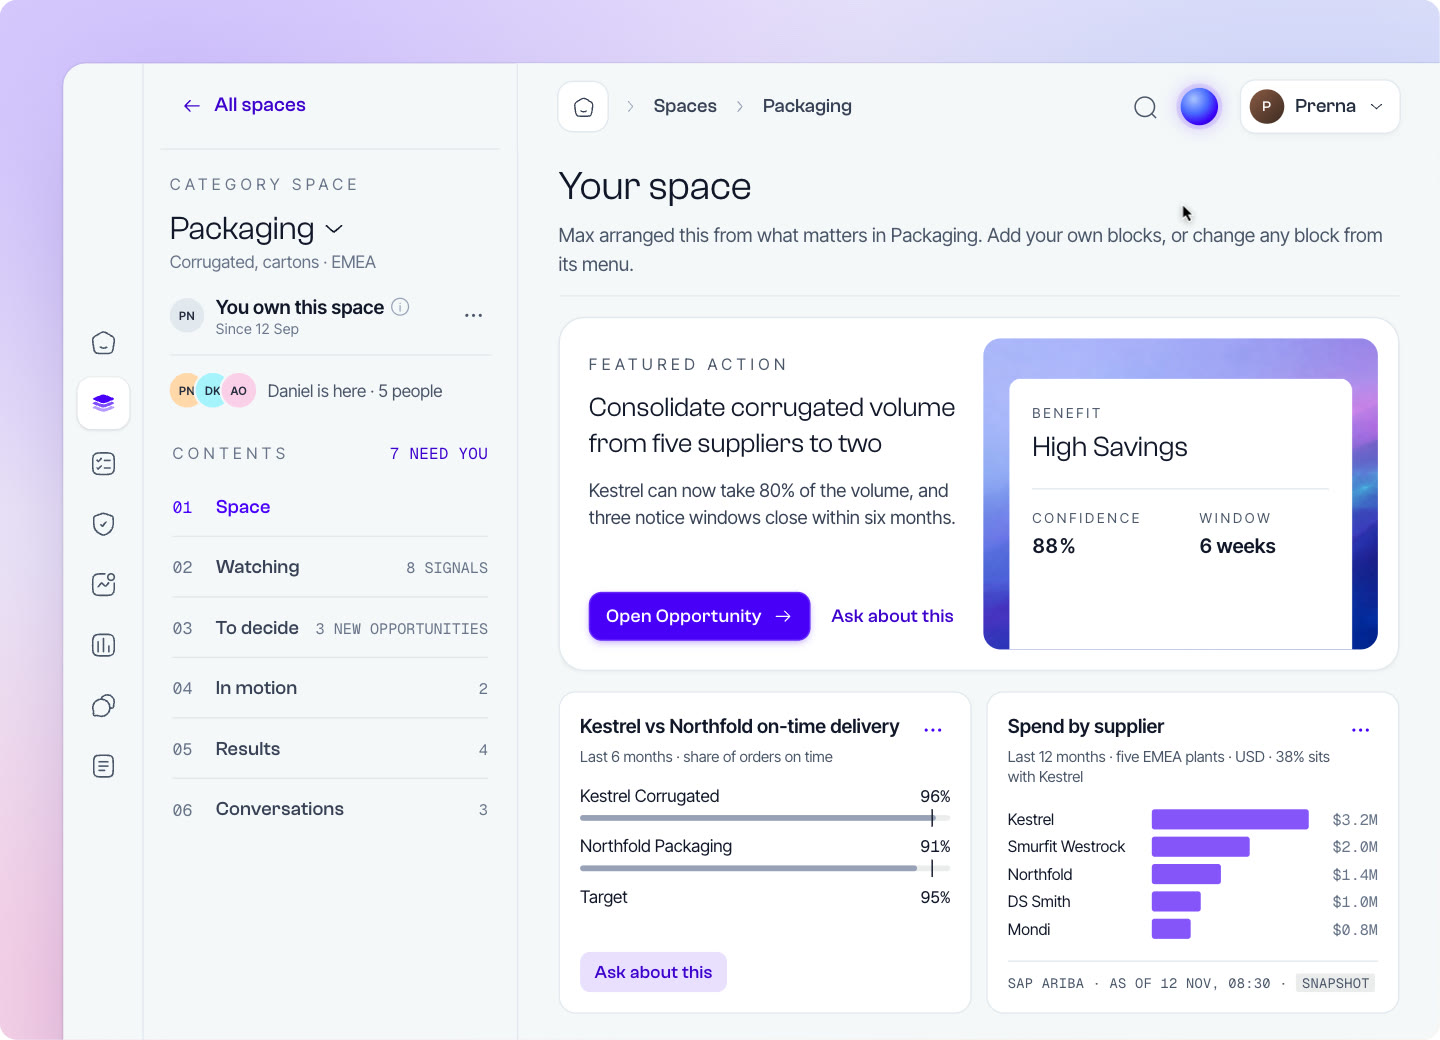 All spaces
CATEGORY SPACE
Packaging
Corrugated, cartons · EMEA
PN
You own this space
Since 12 Sep
PN DK AO Daniel is here · 5 people
CONTENTS 7 NEED YOU
01 Space
02 Watching 8 SIGNALS
03 To decide 3 NEW OPPORTUNITIES
04 In motion 2
05 Results 4
06 Conversations 3
Spaces Packaging
P Prerna
Your space
Max arranged this from what matters in Packaging. Add your own blocks, or change any block from
its menu.
FEATURED ACTION
Consolidate corrugated volume
from five suppliers to two
Kestrel can now take 80% of the volume, and
three notice windows close within six months.
Open Opportunity
Ask about this
BENEFIT
High Savings
CONFIDENCE WINDOW
88% 6 weeks
Kestrel vs Northfold on-time delivery
Last 6 months · share of orders on time
Kestrel Corrugated 96%
Northfold Packaging 91%
Target 95%
Ask about this
Spend by supplier
Last 12 months · five EMEA plants · USD · 38% sits
with Kestrel
Kestrel $3.2M
Smurfit Westrock $2.0M
Northfold $1.4M
DS Smith $1.0M
Mondi $0.8M
SAP ARIBA · AS OF 12 NOV, 08:30 · SNAPSHOT